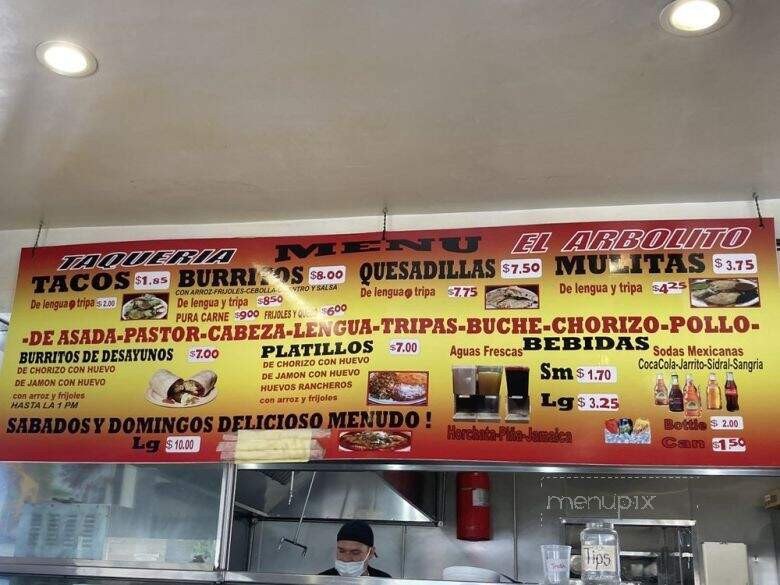 TAQUERIA MENU EL ARBOLITO
TACOS $1.85
De lengua o tripa $2.00
BURRITOS $8.00
CON ARROZ-FRIJOLES-CEBOLLA-CILENTRO Y SALSA
De lengua y tripa $8.50
PURA CARNE $9.00 FRIJOLES Y QUESO $6.00
QUESADILLAS $7.50
De lengua o tripa $7.75
MULITAS $3.75
De lengua y tripa $4.25
-DE ASADA-PASTOR-CABEZA-LENGUA-TRIPAS-BUCHE-CHORIZO-POLLO-
BURRITOS DE DESAYUNOS $7.00
DE CHORIZO CON HUEVO
DE JAMON CON HUEVO
con arroz y frijoles
HASTA LA 1 PM
PLATILLOS $7.00
DE CHORIZO CON HUEVO
DE JAMON CON HUEVO
HUEVOS RANCHEROS
con arroz y frijoles
BEBIDAS
Aguas Frescas
Sm $1.70
Lg $3.25
Horchata-Piña-Jamaica
Sodas Mexicanas
CocaCola-Jarrito-Sidral-Sangria
Bottle $2.00
Can $1.50
SABADOS Y DOMINGOS DELICIOSO MENUDO !
Lg $10.00
menupix
Tips